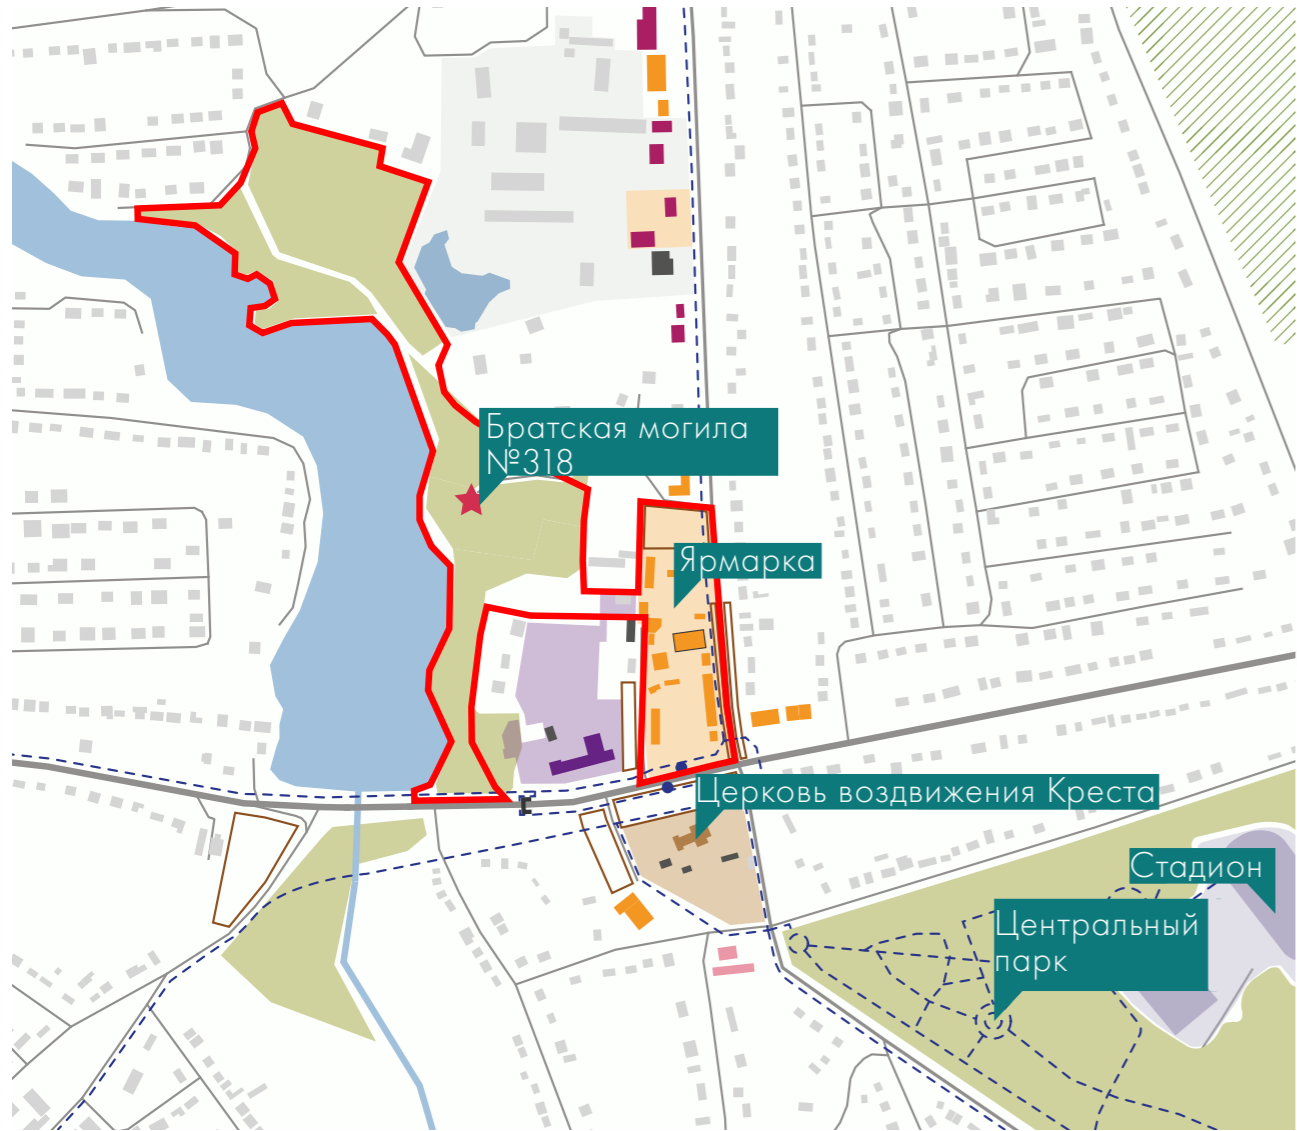 Братская могила
№318
Ярмарка
Церковь воздвижения Креста
Стадион
Центральный
парк